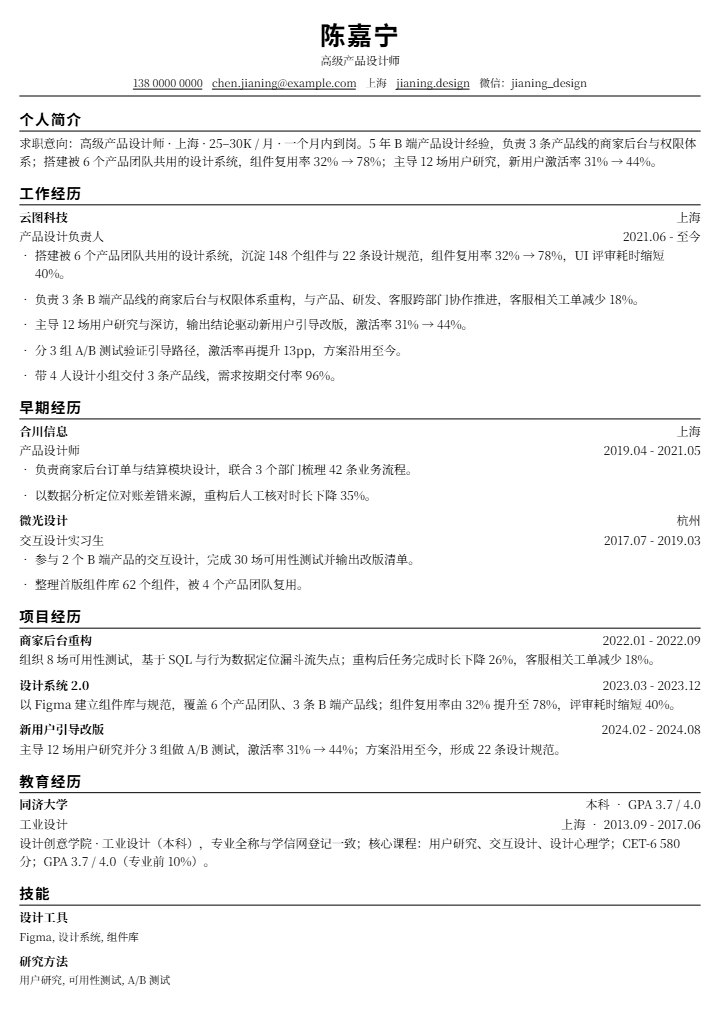 陈嘉宁
高级产品设计师
138 0000 0000 chen.jianing@example.com 上海 jianing.design 微信：jianing_design
个人简介
求职意向：高级产品设计师 · 上海 · 25–30K / 月 · 一个月内到岗。5 年 B 端产品设计经验，负责 3 条产品线的商家后台与权限体
系；搭建被 6 个产品团队共用的设计系统，组件复用率 32% → 78%；主导 12 场用户研究，新用户激活率 31% → 44%。
工作经历
云图科技 上海
产品设计负责人 2021.06 - 至今
· 搭建被 6 个产品团队共用的设计系统，沉淀 148 个组件与 22 条设计规范，组件复用率 32% → 78%，UI 评审耗时缩短
40%。
· 负责 3 条 B 端产品线的商家后台与权限体系重构，与产品、研发、客服跨部门协作推进，客服相关工单减少 18%。
· 主导 12 场用户研究与深访，输出结论驱动新用户引导改版，激活率 31% → 44%。
· 分 3 组 A/B 测试验证引导路径，激活率再提升 13pp，方案沿用至今。
· 带 4 人设计小组交付 3 条产品线，需求按期交付率 96%。
早期经历
合川信息 上海
产品设计师 2019.04 - 2021.05
· 负责商家后台订单与结算模块设计，联合 3 个部门梳理 42 条业务流程。
· 以数据分析定位对账差错来源，重构后人工核对时长下降 35%。
微光设计 杭州
交互设计实习生 2017.07 - 2019.03
· 参与 2 个 B 端产品的交互设计，完成 30 场可用性测试并输出改版清单。
· 整理首版组件库 62 个组件，被 4 个产品团队复用。
项目经历
商家后台重构 2022.01 - 2022.09
组织 8 场可用性测试，基于 SQL 与行为数据定位漏斗流失点；重构后任务完成时长下降 26%，客服相关工单减少 18%。
设计系统 2.0 2023.03 - 2023.12
以 Figma 建立组件库与规范，覆盖 6 个产品团队、3 条 B 端产品线；组件复用率由 32% 提升至 78%，评审耗时缩短 40%。
新用户引导改版 2024.02 - 2024.08
主导 12 场用户研究并分 3 组做 A/B 测试，激活率 31% → 44%；方案沿用至今，形成 22 条设计规范。
教育经历
同济大学 本科 · GPA 3.7 / 4.0
工业设计 上海 · 2013.09 - 2017.06
设计创意学院 · 工业设计（本科），专业全称与学信网登记一致；核心课程：用户研究、交互设计、设计心理学；CET-6 580
分；GPA 3.7 / 4.0（专业前 10%）。
技能
设计工具
Figma, 设计系统, 组件库
研究方法
用户研究, 可用性测试, A/B 测试